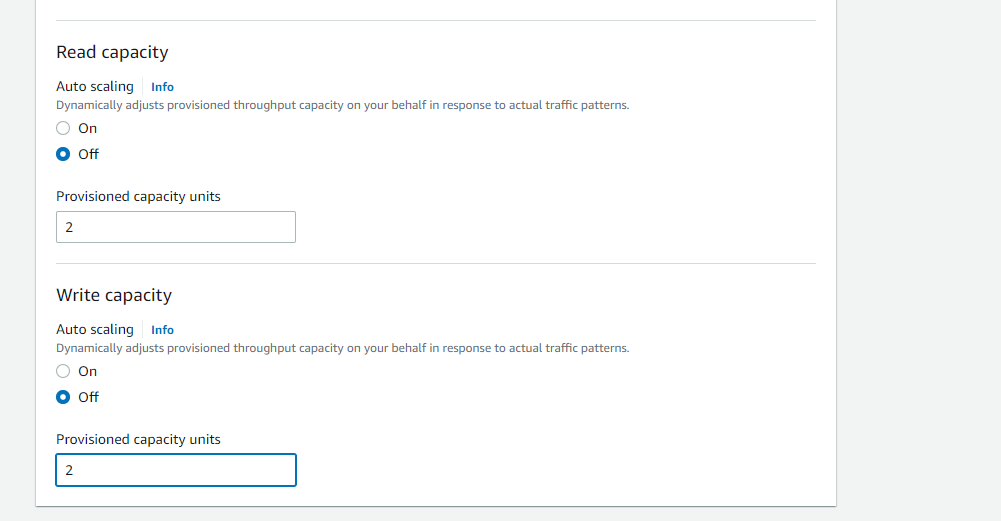 Read capacity
Auto scaling Info
Dynamically adjusts provisioned throughput capacity on your behalf in response to actual traffic patterns.
On
Off
Provisioned capacity units
2
Write capacity
Auto scaling Info
Dynamically adjusts provisioned throughput capacity on your behalf in response to actual traffic patterns.
On
Off
Provisioned capacity units
2